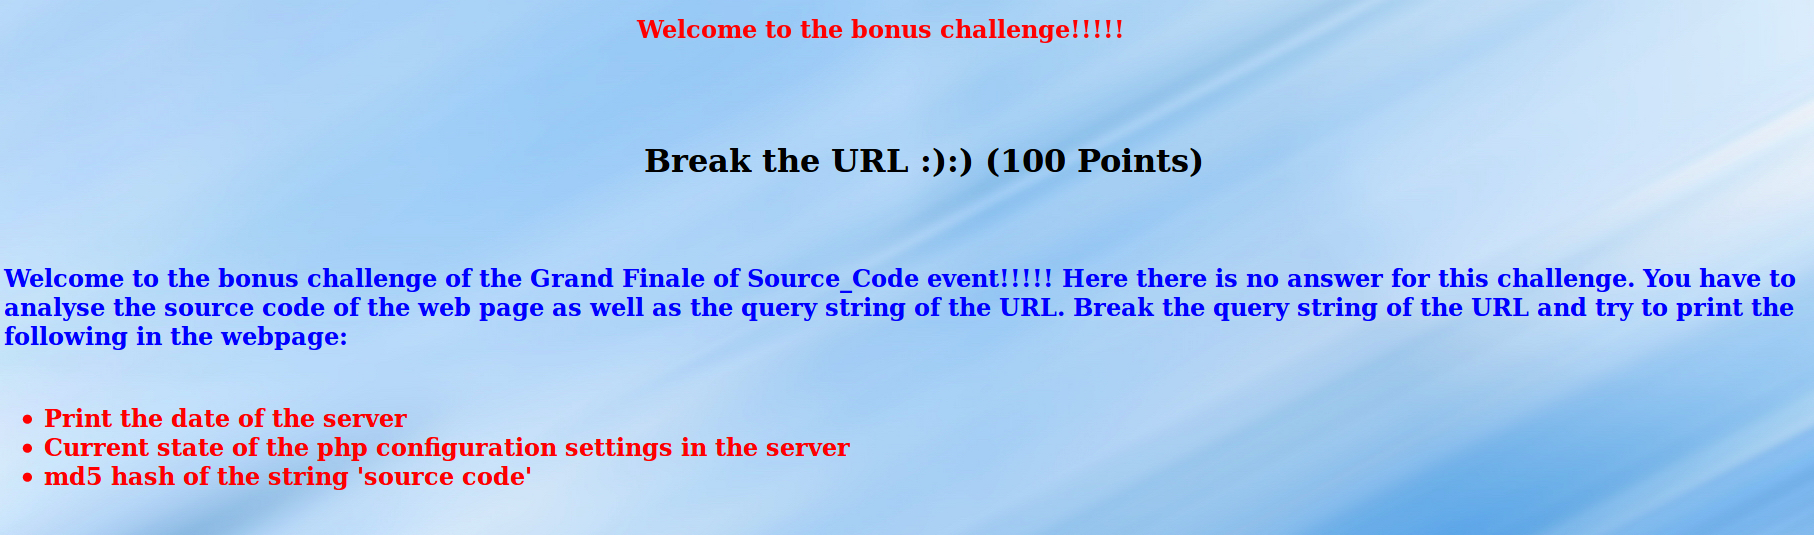 Welcome to the bonus challenge!!!!!
Break the URL :):) (100 Points)
Welcome to the bonus challenge of the Grand Finale of Source_Code event!!!!! Here there is no answer for this challenge. You have to
analyse the source code of the web page as well as the query string of the URL. Break the query string of the URL and try to print the
following in the webpage:
• Print the date of the server
• Current state of the php configuration settings in the server
• md5 hash of the string 'source code'